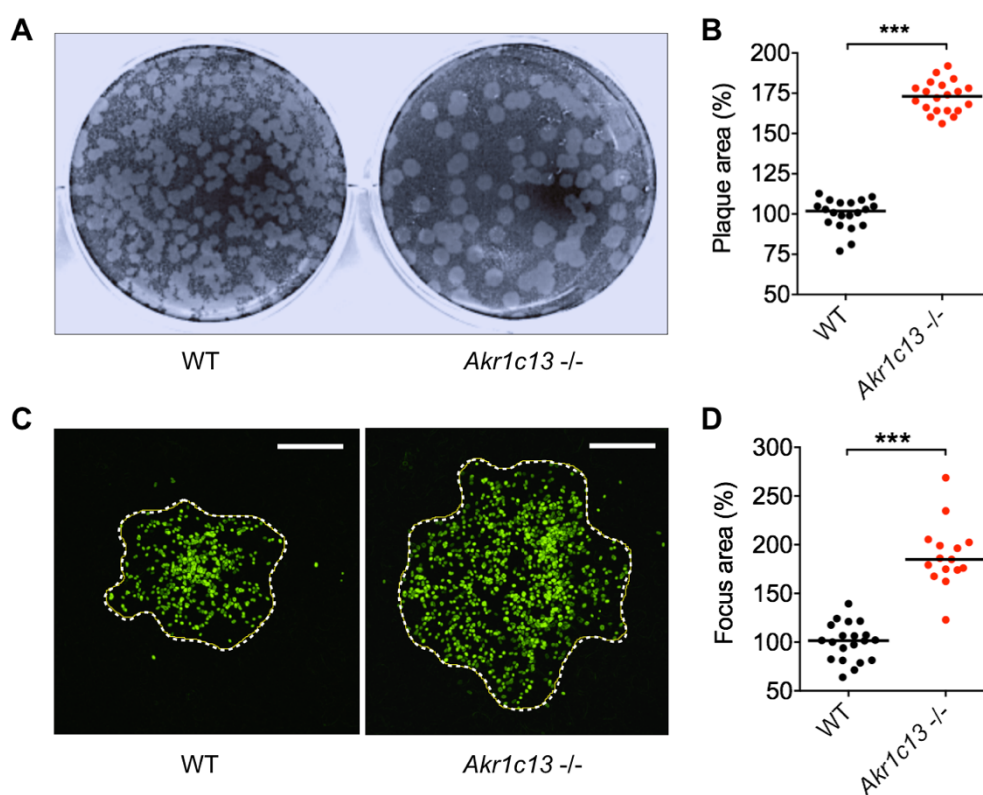 A
WT
Akr1c13 -/-
B
***
Plaque area (%)
200
175
150
125
100
75
50
WT
Akr1c13 -/-
C
WT
Akr1c13 -/-
D
***
Focus area (%)
300
250
200
150
100
50
WT
Akr1c13 -/-